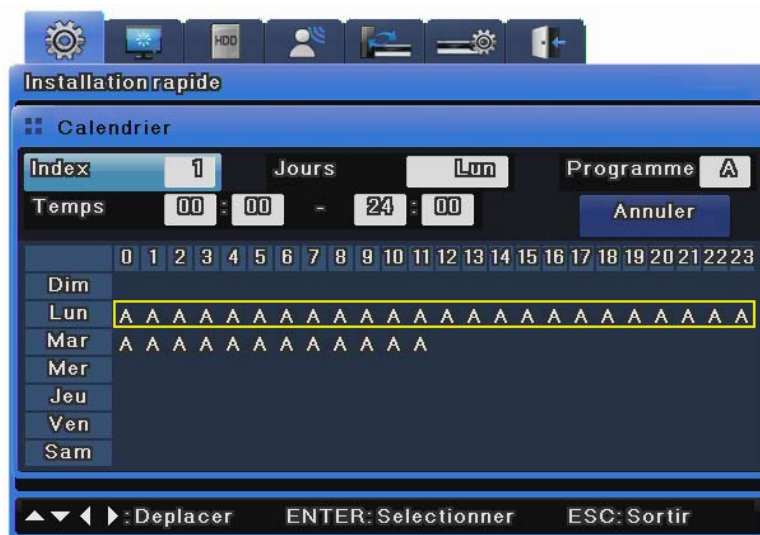 HDD
Installation rapide
Calendrier
Index 1 Jours Lun Programme A
Temps 00 : 00 - 24 : 00 Annuler
0 1 2 3 4 5 6 7 8 9 10 11 12 13 14 15 16 17 18 19 20 21 22 23
Dim
Lun A A A A A A A A A A A A A A A A A A A A A A A A
Mar A A A A A A A A A A A A
Mer
Jeu
Ven
Sam
:Deplacer ENTER:Selectionner ESC:Sortir